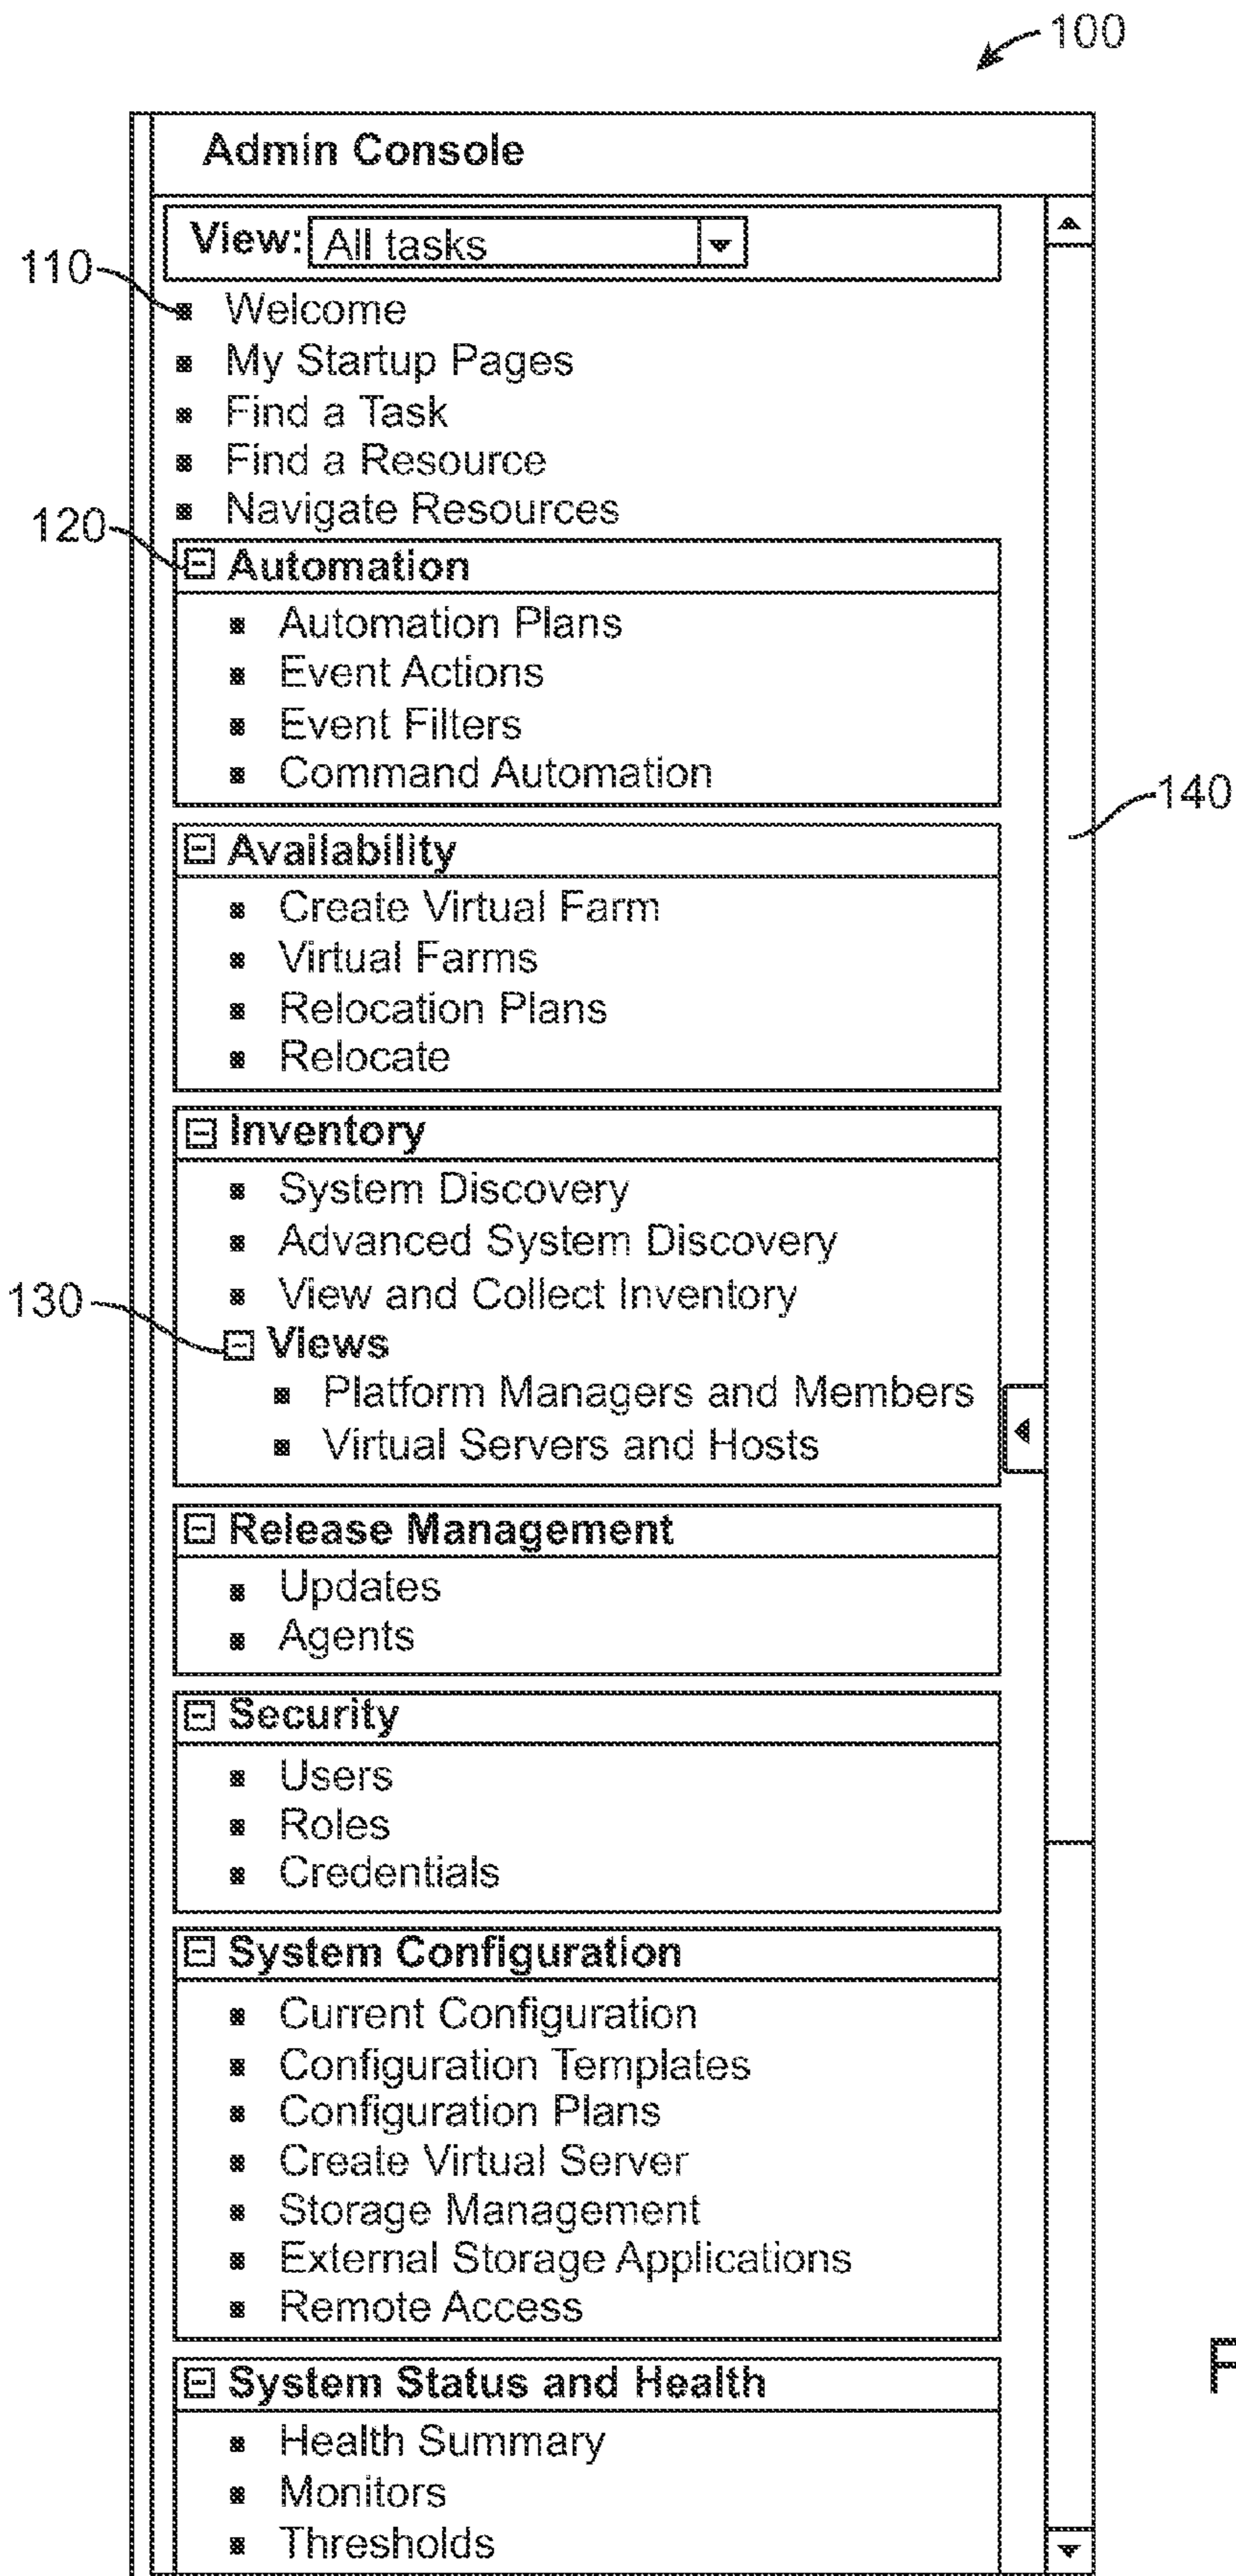 100
Admin Console
View: All tasks
110
Welcome
My Startup Pages
Find a Task
Find a Resource
Navigate Resources
120
Automation
Automation Plans
Event Actions
Event Filters
Command Automation
140
Availability
Create Virtual Farm
Virtual Farms
Relocation Plans
Relocate
Inventory
System Discovery
Advanced System Discovery
View and Collect Inventory
130
Views
Platform Managers and Members
Virtual Servers and Hosts
Release Management
Updates
Agents
Security
Users
Roles
Credentials
System Configuration
Current Configuration
Configuration Templates
Configuration Plans
Create Virtual Server
Storage Management
External Storage Applications
Remote Access
System Status and Health
Health Summary
Monitors
Thresholds